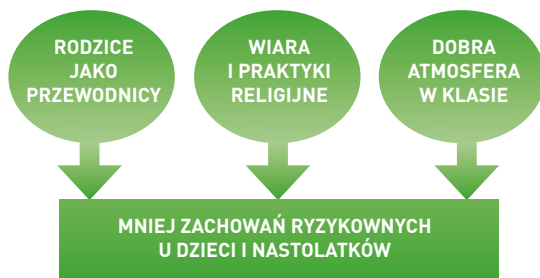 RODZICE
JAKO
PRZEWODNICY
WIARA
I PRAKTYKI
RELIGIJNE
DOBRA
ATMOSFERA
W KLASIE
MNIEJ ZACHOWAŃ RYZYKOWNYCH
U DZIECI I NASTOLATKÓW